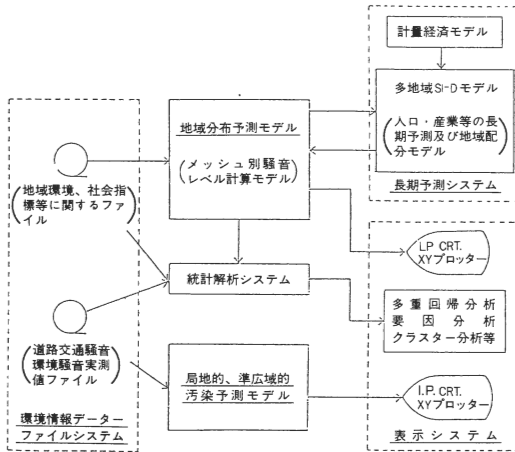 計量経済モデル
多地域SI-Dモデル
(人口・産業等の長
期予測及び地域配
分モデル)
長期予測システム
地域分布予測モデル
(メッシュ別騒音
レベル計算モデル)
(地域環境、社会指
標等に関するファ
イル)
統計解析システム
LP CRT.
XYプロッター
多重回帰分析
要因分析
クラスター分析等
(道路交通騒音
環境騒音実測
値ファイル)
局地的、準広域的
汚染予測モデル
I.P. CRT.
XYプロッター
環境情報データー
ファイルシステム
表示システム